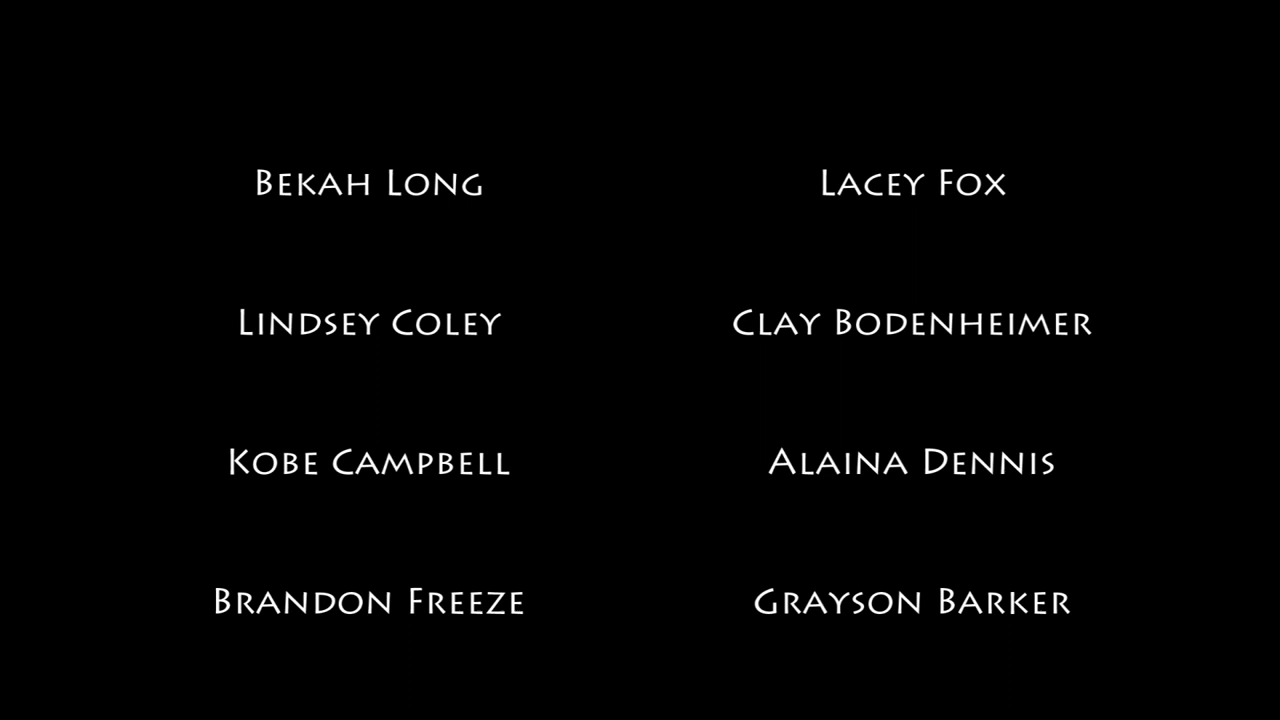 Bekah Long
Lacey Fox
Lindsey Coley
Clay Bodenheimer
Kobe Campbell
Alaina Dennis
Brandon Freeze
Grayson Barker